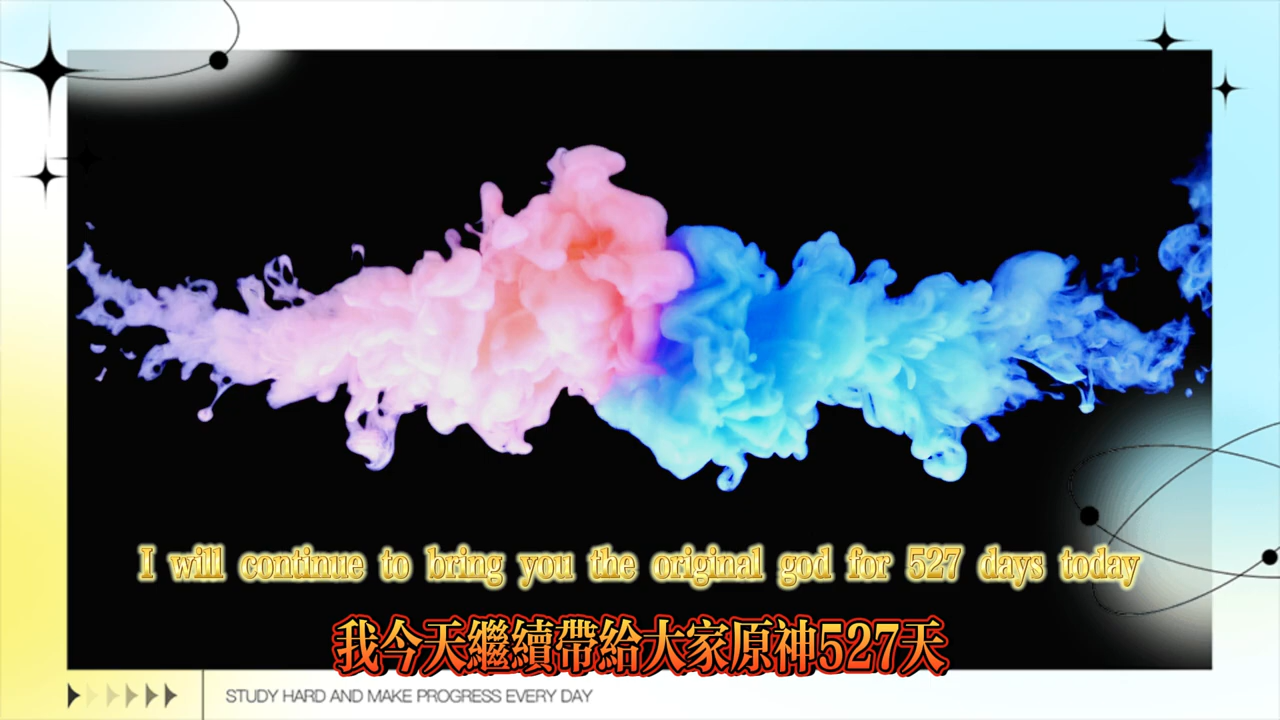 I will continue to bring you the original god for 527 days today
我今天繼續帶給大家原神527天
STUDY HARD AND MAKE PROGRESS EVERY DAY